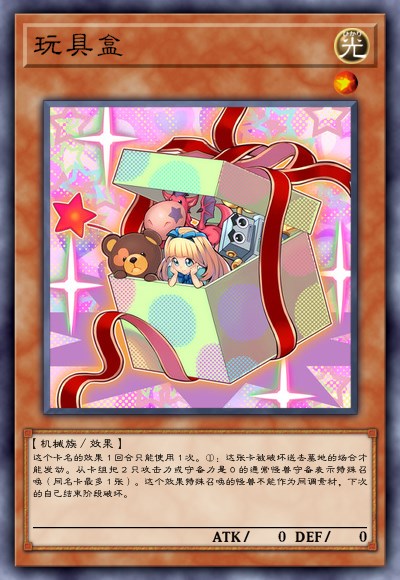 玩具盒
ひかり
光
【机械族/效果】
这个卡名的效果1回合只能使用1次。①:这张卡被破坏送去墓地的场合才
能发动。从卡组把2只攻击力或守备力是0的通常怪兽守备表示特殊召
唤(同名卡最多1张)。这个效果特殊召唤的怪兽不能作为同调素材,下次
的自己结束阶段破坏。
ATK/ 0 DEF/ 0